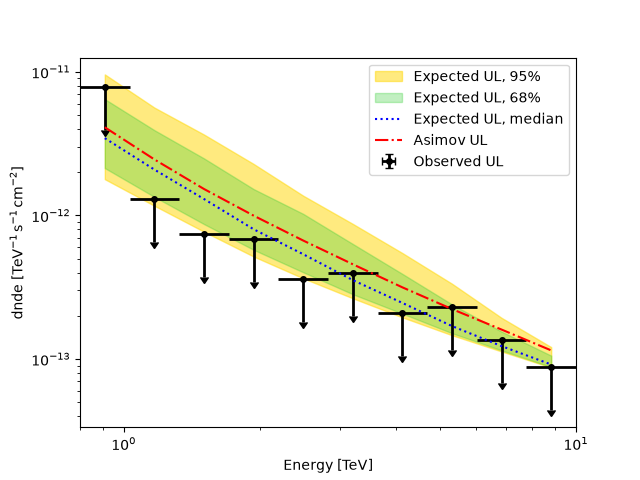 10⁻¹¹
10⁻¹²
10⁻¹³
dnde [TeV⁻¹ s⁻¹ cm⁻²]
Expected UL, 95%
Expected UL, 68%
Expected UL, median
Asimov UL
Observed UL
10⁰
10¹
Energy [TeV]